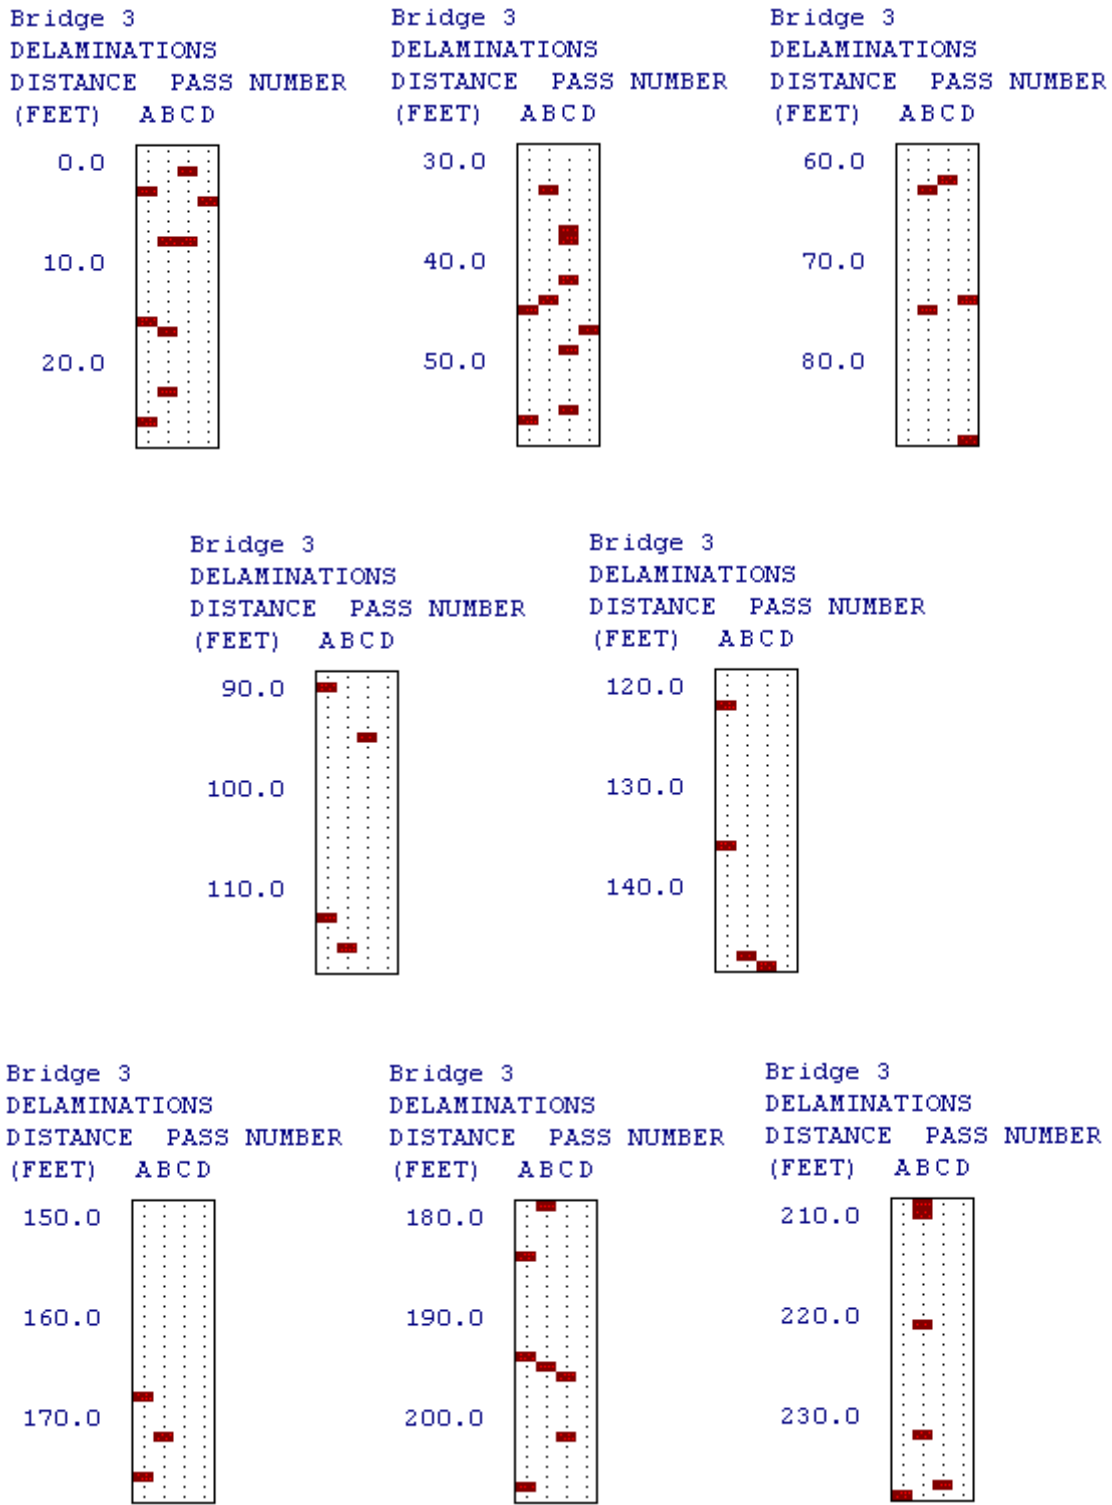 Bridge 3
DELAMINATIONS
DISTANCE PASS NUMBER
(FEET) ABCD
0.0
10.0
20.0
Bridge 3
DELAMINATIONS
DISTANCE PASS NUMBER
(FEET) ABCD
30.0
40.0
50.0
Bridge 3
DELAMINATIONS
DISTANCE PASS NUMBER
(FEET) ABCD
60.0
70.0
80.0
Bridge 3
DELAMINATIONS
DISTANCE PASS NUMBER
(FEET) ABCD
90.0
100.0
110.0
Bridge 3
DELAMINATIONS
DISTANCE PASS NUMBER
(FEET) ABCD
120.0
130.0
140.0
Bridge 3
DELAMINATIONS
DISTANCE PASS NUMBER
(FEET) ABCD
150.0
160.0
170.0
Bridge 3
DELAMINATIONS
DISTANCE PASS NUMBER
(FEET) ABCD
180.0
190.0
200.0
Bridge 3
DELAMINATIONS
DISTANCE PASS NUMBER
(FEET) ABCD
210.0
220.0
230.0